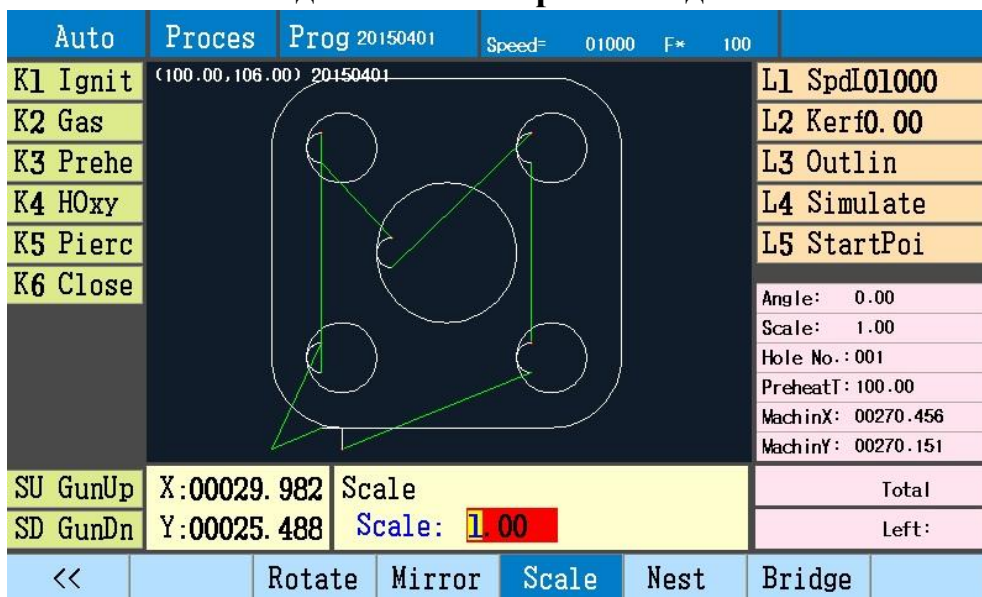 Auto Proces Prog 20150401 Speed= 01000 F* 100
K1 Ignit
K2 Gas
K3 Prehe
K4 HOxy
K5 Pierc
K6 Close
(100.00,106.00) 20150401
L1 SpdL01000
L2 Kerf0.00
L3 Outlin
L4 Simulate
L5 StartPoi
Angle: 0.00
Scale: 1.00
Hole No.:001
PreheatT:100.00
MachinX: 00270.456
MachinY: 00270.151
SU GunUp X:00029.982 Scale Total
SD GunDn Y:00025.488 Scale: 1.00 Left:
<< Rotate Mirror Scale Nest Bridge